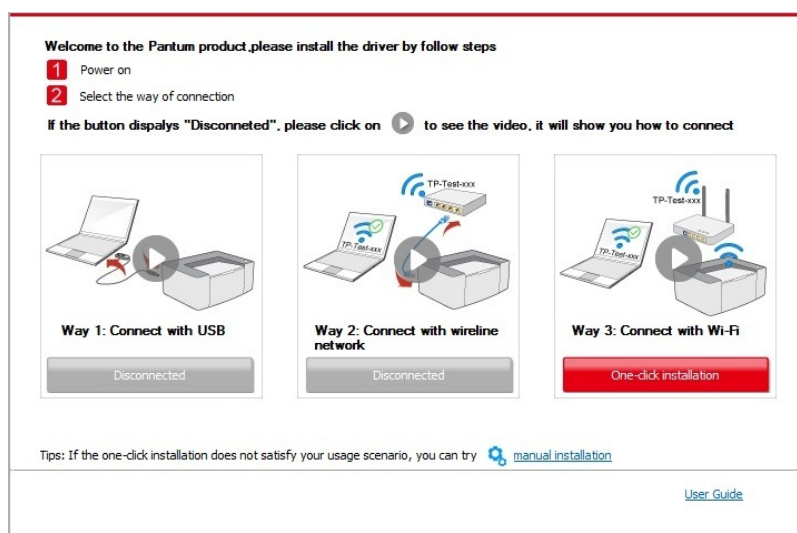 Welcome to the Pantum product,please install the driver by follow steps
1 Power on
2 Select the way of connection
If the button dispalys "Disconneted", please click on to see the video, it will show you how to connect
TP-Test-xxx
TP-Test-xxx
TP-Test-xxx
TP-Test-xxx
Way 1: Connect with USB
Way 2: Connect with wireline
network
Way 3: Connect with Wi-Fi
Disconnected
Disconnected
One-click installation
Tips: If the one-click installation does not satisfy your usage scenario, you can try manual installation
User Guide